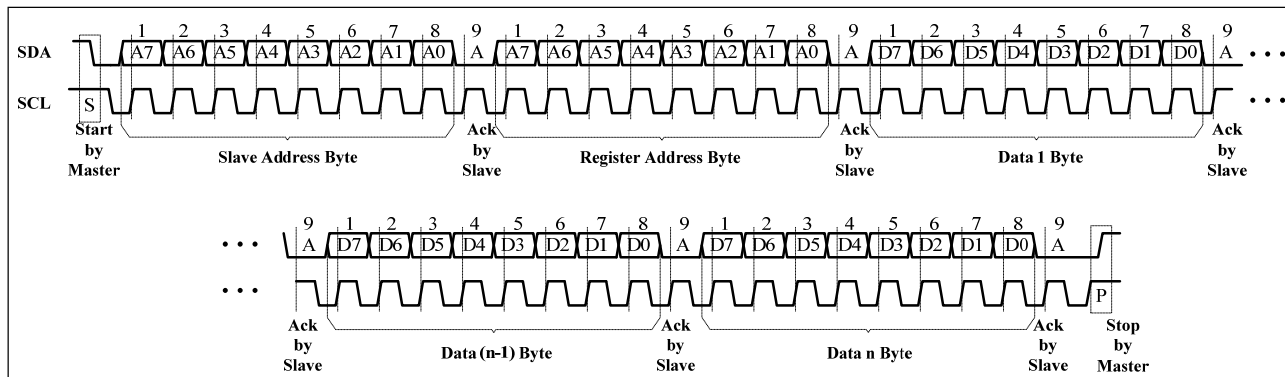 1 2 3 4 5 6 7 8 9 1 2 3 4 5 6 7 8 9 1 2 3 4 5 6 7 8 9
SDA A7 A6 A5 A4 A3 A2 A1 A0 A A7 A6 A5 A4 A3 A2 A1 A0 A D7 D6 D5 D4 D3 D2 D1 D0 A • • •
SCL S • • •
Start by Master
Slave Address Byte
Ack by Slave
Register Address Byte
Ack by Slave
Data 1 Byte
Ack by Slave
9 1 2 3 4 5 6 7 8 9 1 2 3 4 5 6 7 8 9
• • • A D7 D6 D5 D4 D3 D2 D1 D0 A D7 D6 D5 D4 D3 D2 D1 D0 A
• • • P
Ack by Slave
Data (n-1) Byte
Ack by Slave
Data n Byte
Ack by Slave
Stop by Master